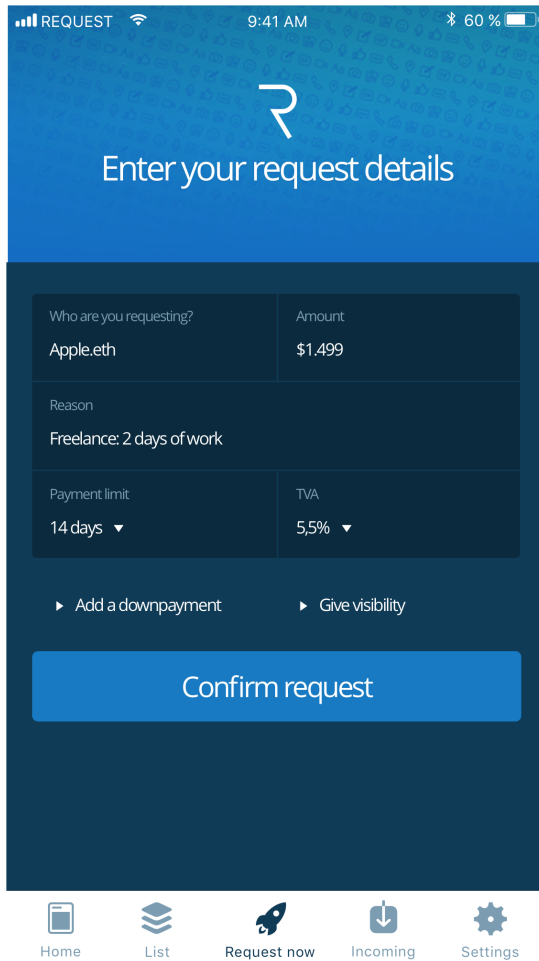 REQUEST 9:41 AM 60 %
Enter your request details
Who are you requesting? Amount
Apple.eth $1.499
Reason
Freelance: 2 days of work
Payment limit TVA
14 days 5,5%
Add a downpayment Give visibility
Confirm request
Home List Request now Incoming Settings